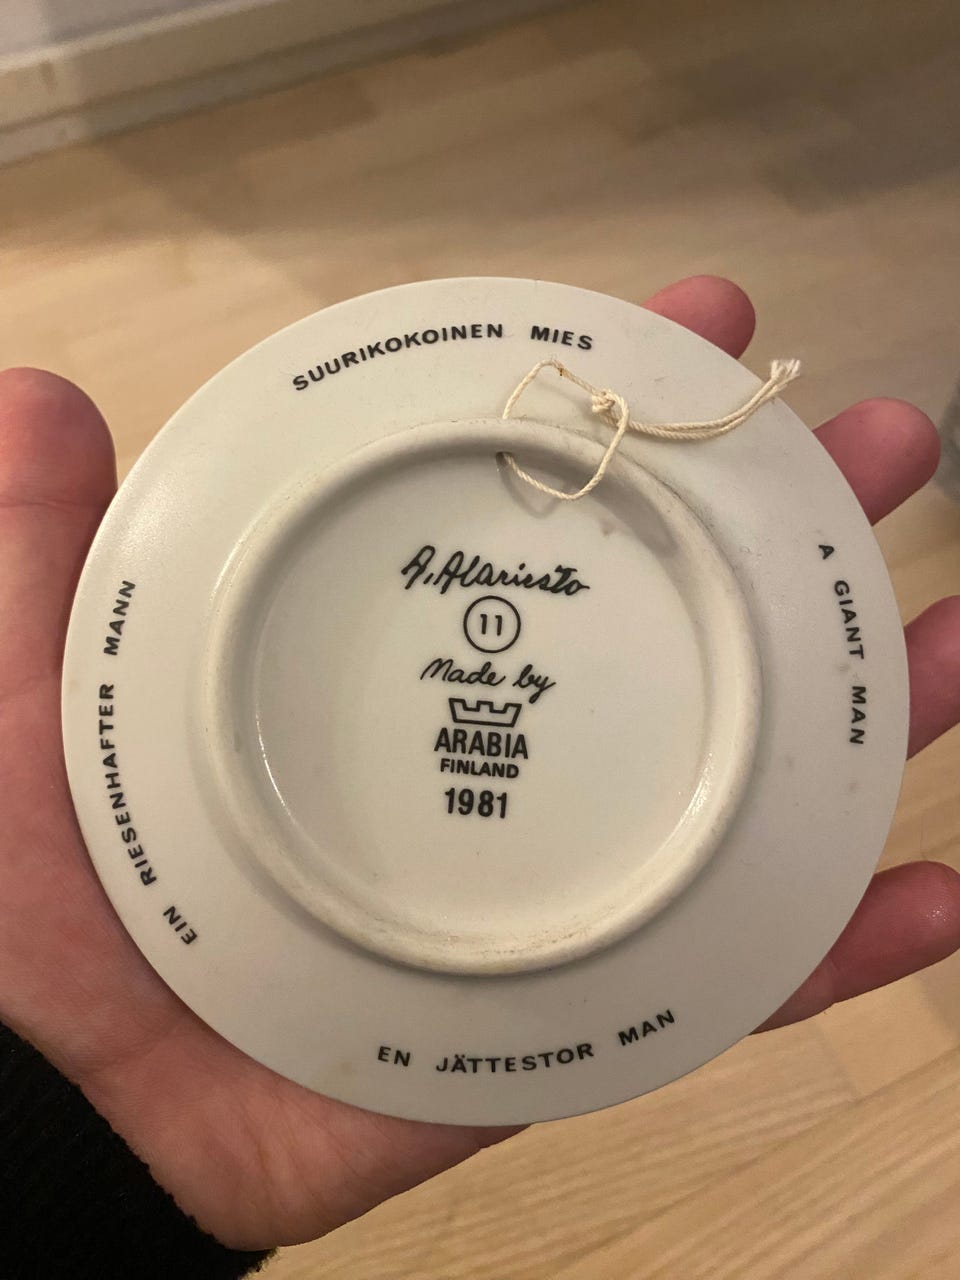 SUURIKOKOINEN MIES
A GIANT MAN
EN JÄTTESTOR MAN
EIN RIESENHAFTER MANN
A. Alariesto
11
Made by
ARABIA
FINLAND
1981